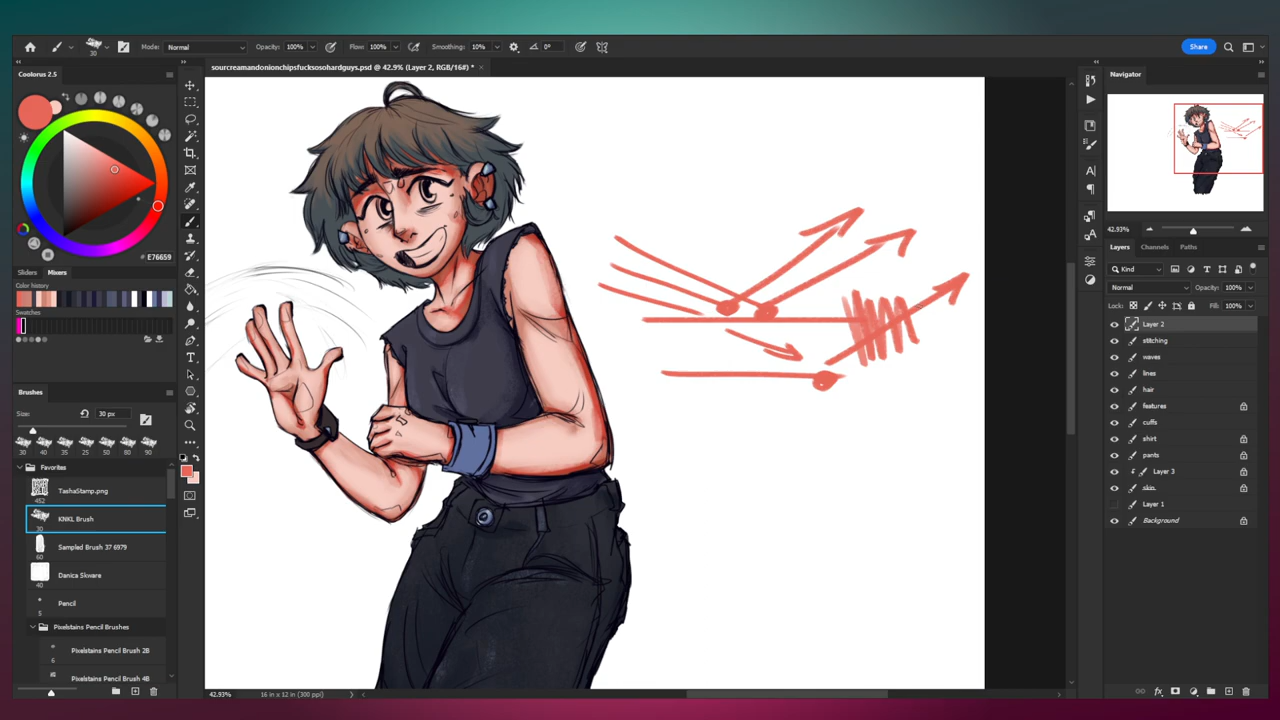 30
Mode: Normal
Opacity: 100%
Flow: 100%
Smoothing: 10%
0°
Share
Coolorus 2.5
sourcreamandonionchipsfucksosohardguys.psd @ 42.9% (Layer 2, RGB/16#) *
E76659
Sliders
Mixers
Color history
Swatches
Brushes
Size:
30 px
30 40 35 25 50 80 90
Favorites
TashaStamp.png
452
KNKL Brush
30
Sampled Brush 37 6979
60
Danica Skware
40
Pencil
5
Pixelstains Pencil Brushes
Pixelstains Pencil Brush 2B
6
Pixelstains Pencil Brush 4B
42.93%
16 in x 12 in (300 ppi)
Navigator
42.93%
Layers
Channels
Paths
Kind
Normal
Opacity: 100%
Lock:
Fill: 100%
Layer 2
stitching
waves
lines
hair
features
cuffs
shirt
pants
Layer 3
skin
Layer 1
Background
fx